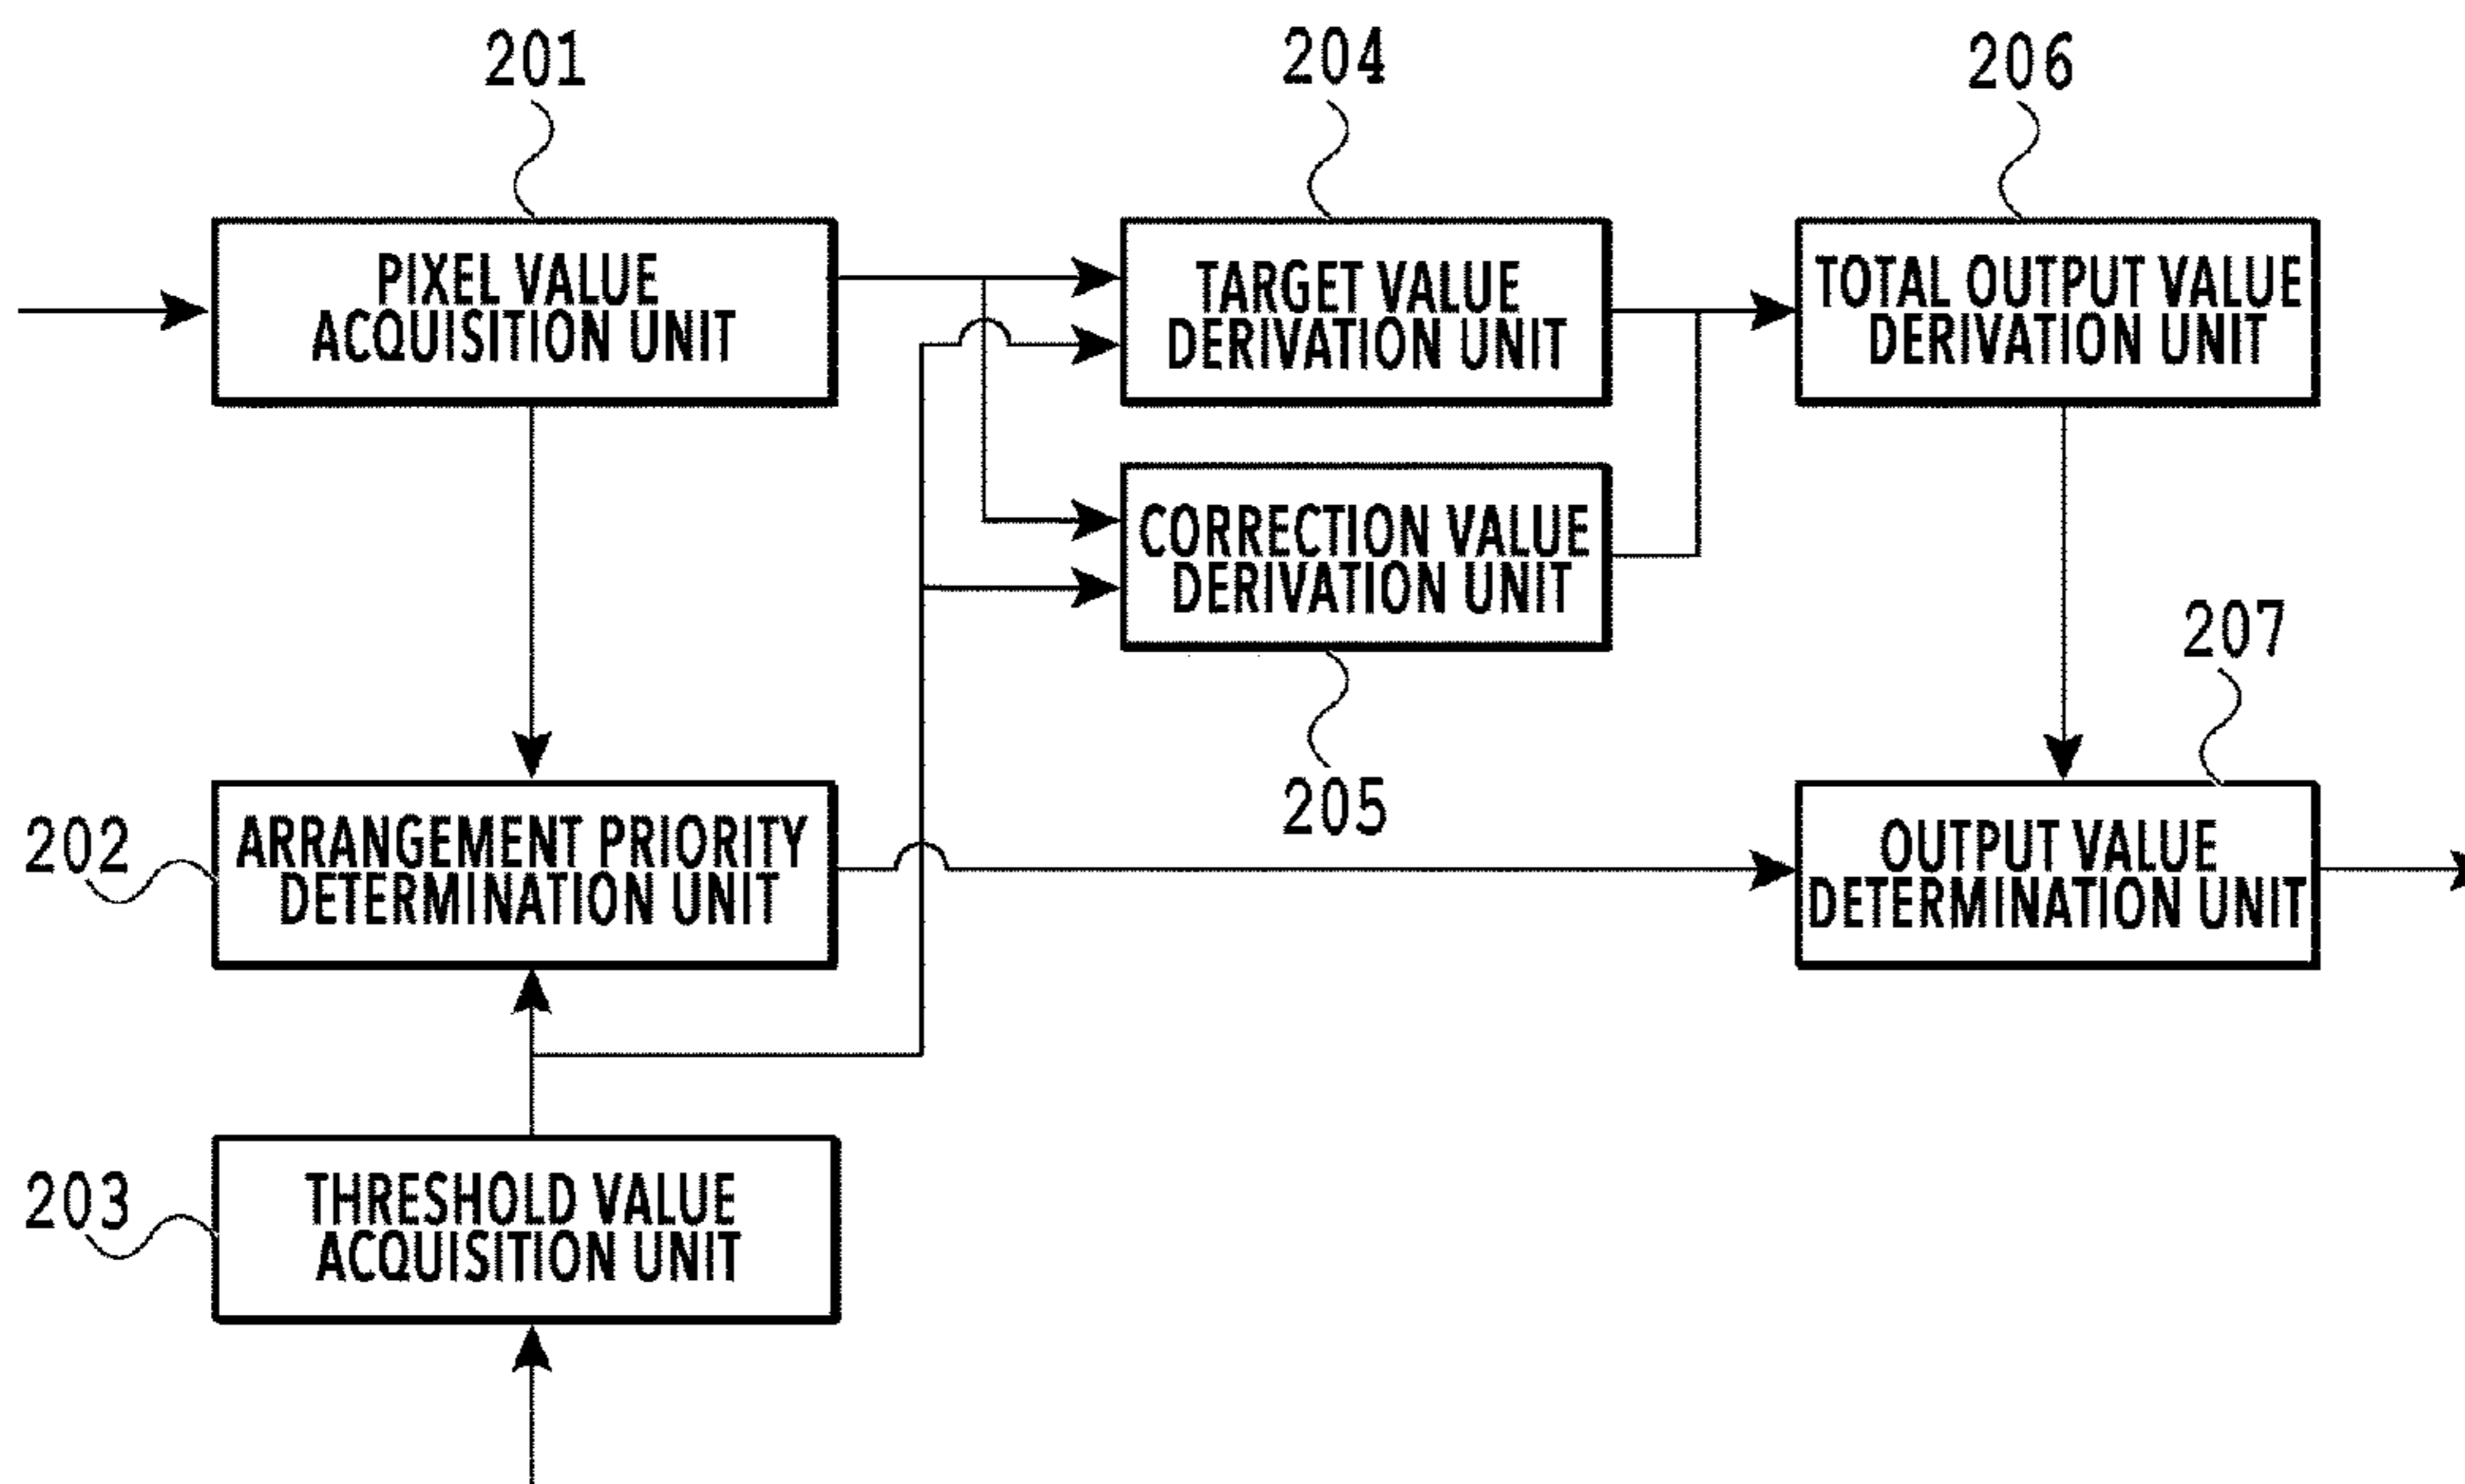 201
204
206
PIXEL VALUE
ACQUISITION UNIT
TARGET VALUE
DERIVATION UNIT
TOTAL OUTPUT VALUE
DERIVATION UNIT
CORRECTION VALUE
DERIVATION UNIT
205
207
202
ARRANGEMENT PRIORITY
DETERMINATION UNIT
OUTPUT VALUE
DETERMINATION UNIT
203
THRESHOLD VALUE
ACQUISITION UNIT